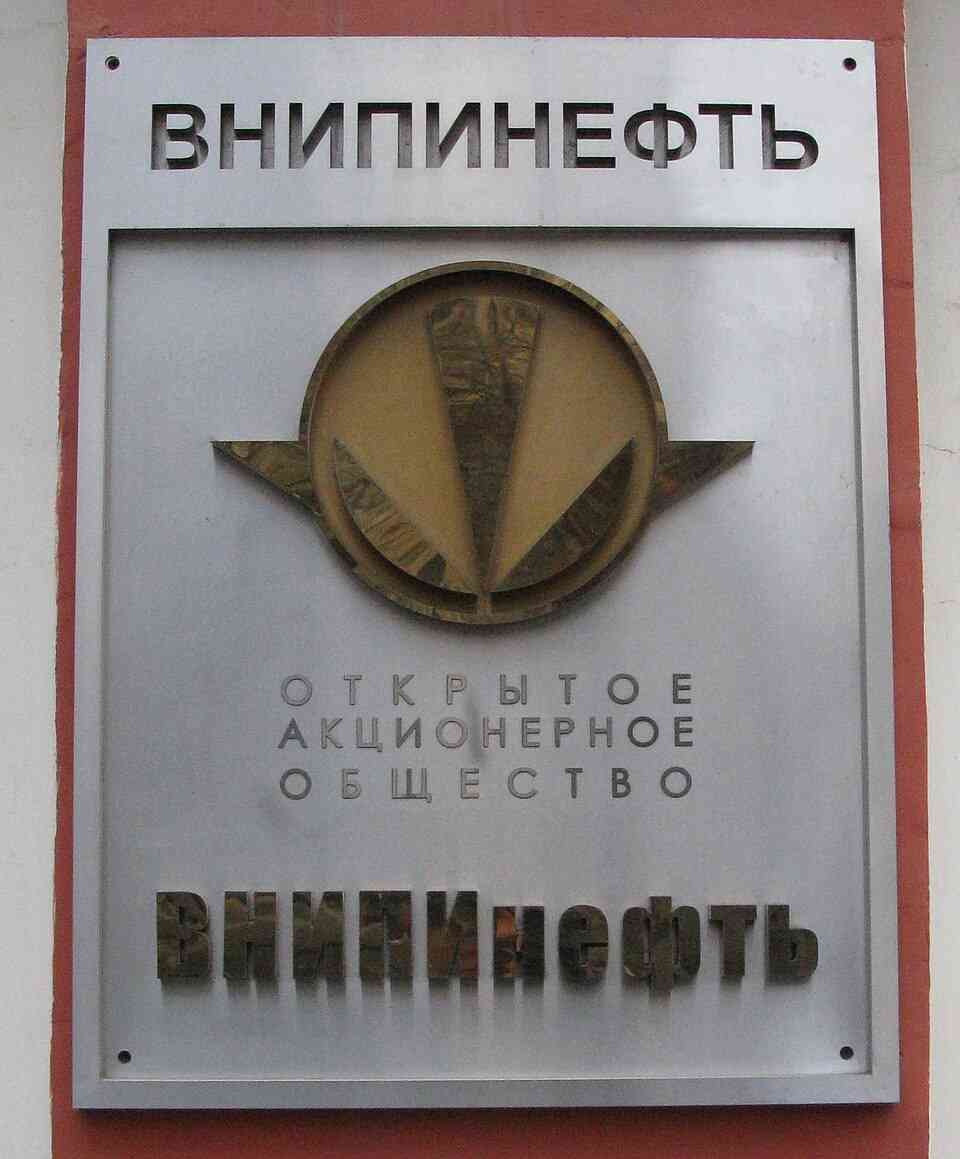 ВНИПИНЕФТЬ
ОТКРЫТОЕ
АКЦИОНЕРНОЕ
ОБЩЕСТВО
ВНИПИнефть